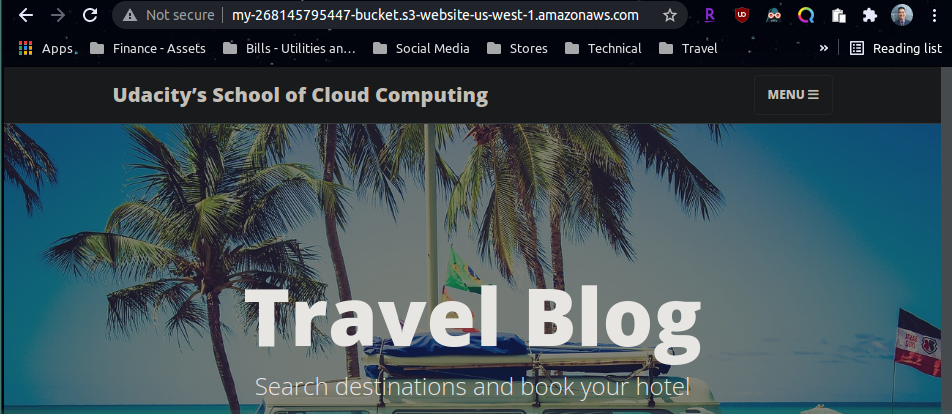 Not secure my-268145795447-bucket.s3-website-us-west-1.amazonaws.com
Apps Finance - Assets Bills - Utilities an... Social Media Stores Technical Travel » Reading list
Udacity’s School of Cloud Computing MENU
Travel Blog
Search destinations and book your hotel